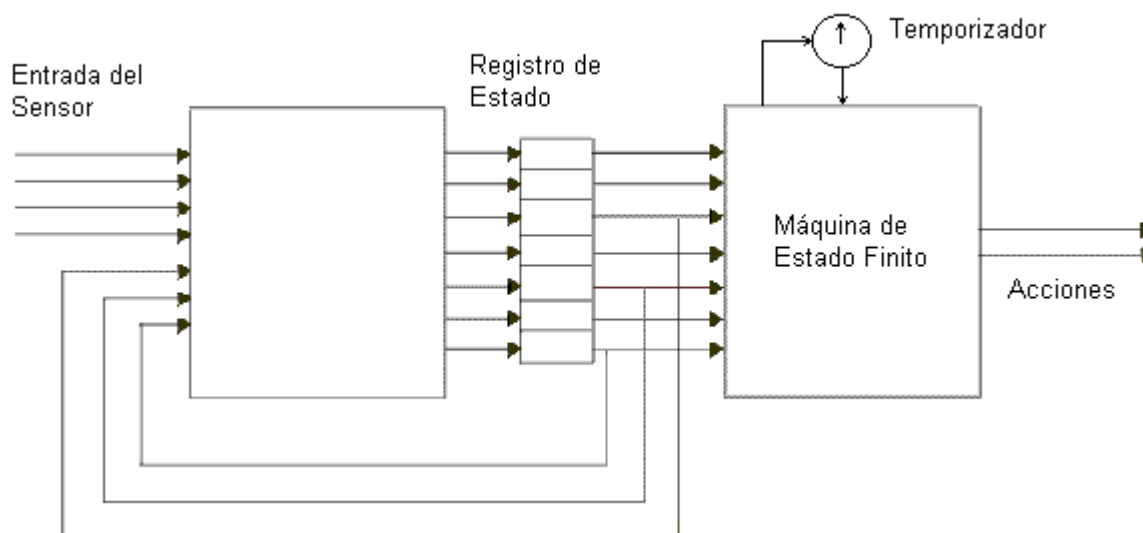 Entrada del
Sensor
Registro de
Estado
Temporizador
Máquina de
Estado Finito
Acciones